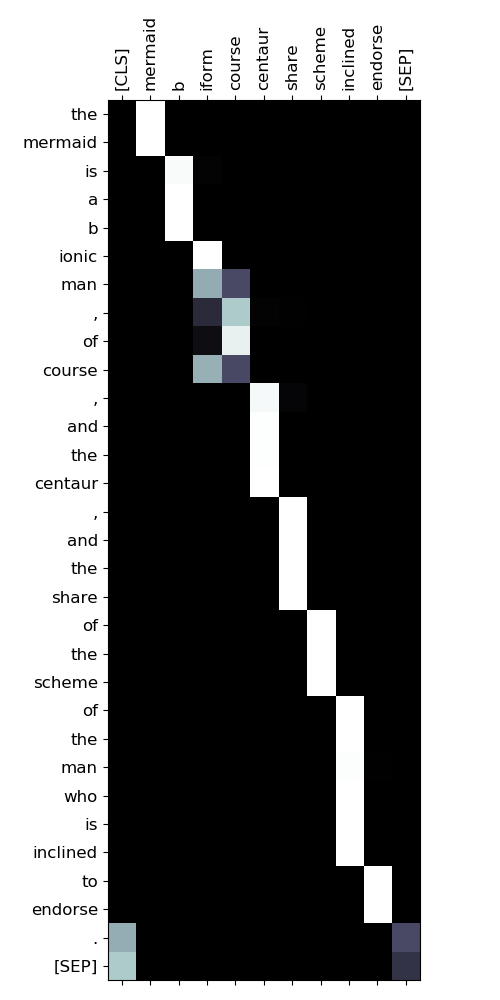 [CLS]
mermaid
b
iform
course
centaur
share
scheme
inclined
endorse
[SEP]
the
mermaid
is
a
b
ionic
man
,
of
course
,
and
the
centaur
,
and
the
share
of
the
scheme
of
the
man
who
is
inclined
to
endorse
.
[SEP]